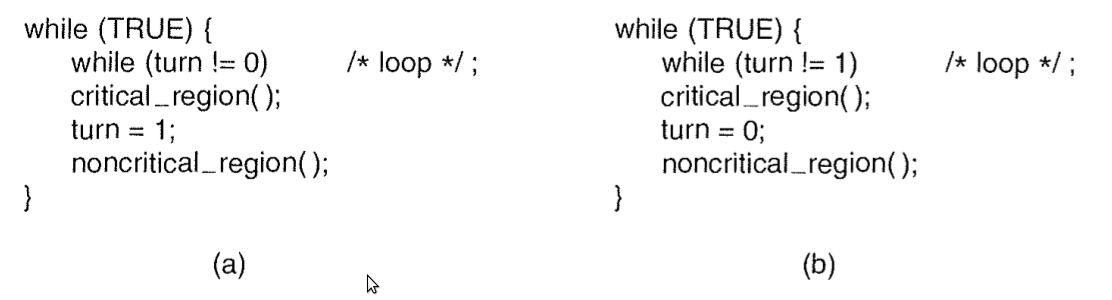 while (TRUE) {
while (turn != 0) /* loop */ ;
critical_region( );
turn = 1;
noncritical_region( );
}
(a)
while (TRUE) {
while (turn != 1) /* loop */ ;
critical_region( );
turn = 0;
noncritical_region( );
}
(b)